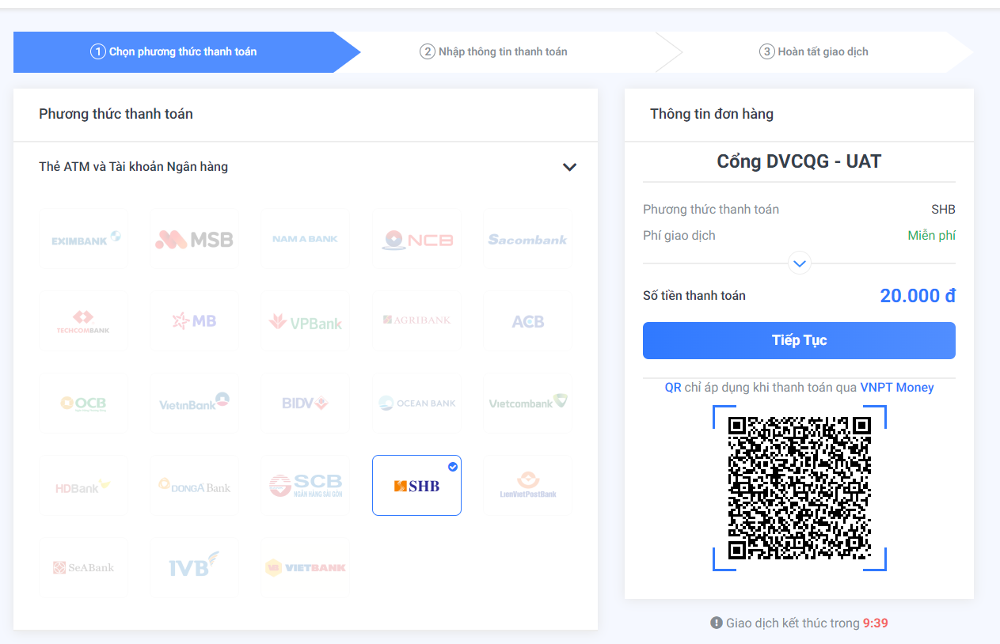 1 Chọn phương thức thanh toán
2 Nhập thông tin thanh toán
3 Hoàn tất giao dịch
Phương thức thanh toán
Thẻ ATM và Tài khoản Ngân hàng
EXIMBANK
MSB
NAM A BANK
NCB
Sacombank
TECHCOMBANK
MB
VPBank
AGRIBANK
ACB
OCB
VietinBank
BIDV
OCEAN BANK
Vietcombank
HDBank
DONGA Bank
SCB
NGÂN HÀNG SÀI GÒN
SHB
LienVietPostBank
SeABank
IVB
VIETBANK
Thông tin đơn hàng
Cổng DVCQG - UAT
Phương thức thanh toán SHB
Phí giao dịch Miễn phí
Số tiền thanh toán 20.000 đ
Tiếp Tục
QR chỉ áp dụng khi thanh toán qua VNPT Money
Giao dịch kết thúc trong 9:39